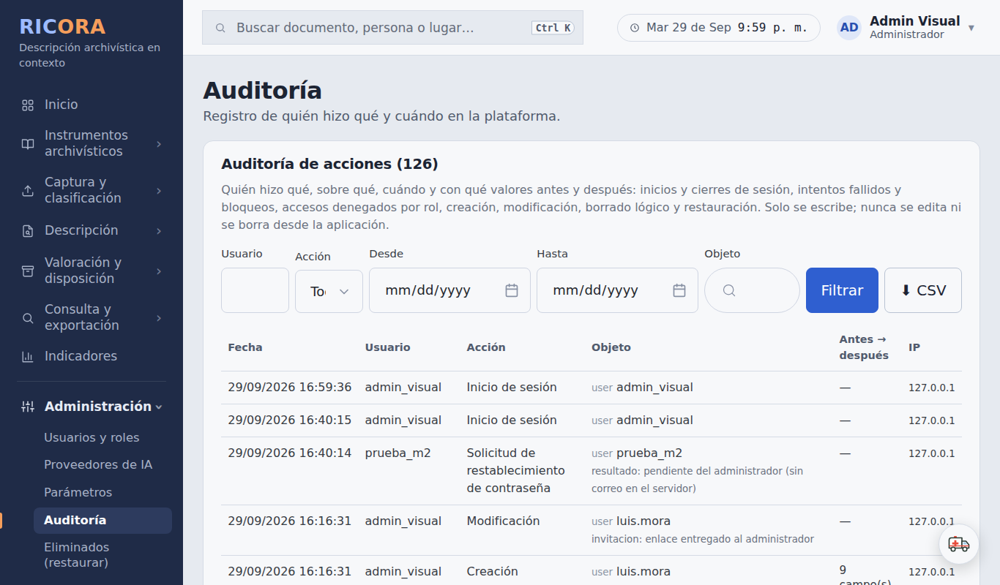 RICORA
Descripción archivística en
contexto
Inicio
Instrumentos
archivísticos
Captura y
clasificación
Descripción
Valoración y
disposición
Consulta y
exportación
Indicadores
Administración
Usuarios y roles
Proveedores de IA
Parámetros
Auditoría
Eliminados
(restaurar)
Buscar documento, persona o lugar… Ctrl K
Mar 29 de Sep 9:59 p. m.
AD
Admin Visual
Administrador
Auditoría
Registro de quién hizo qué y cuándo en la plataforma.
Auditoría de acciones (126)
Quién hizo qué, sobre qué, cuándo y con qué valores antes y después: inicios y cierres de sesión, intentos fallidos y
bloqueos, accesos denegados por rol, creación, modificación, borrado lógico y restauración. Solo se escribe; nunca se edita ni
se borra desde la aplicación.
Usuario Acción Desde Hasta Objeto
mm/dd/yyyy mm/dd/yyyy Filtrar ⬇ CSV
Fecha Usuario Acción Objeto Antes → después IP
29/09/2026 16:59:36 admin_visual Inicio de sesión user admin_visual — 127.0.0.1
29/09/2026 16:40:15 admin_visual Inicio de sesión user admin_visual — 127.0.0.1
29/09/2026 16:40:14 prueba_m2 Solicitud de user prueba_m2 — 127.0.0.1
restablecimiento resultado: pendiente del administrador (sin
de contraseña correo en el servidor)
29/09/2026 16:16:31 admin_visual Modificación user luis.mora — 127.0.0.1
invitacion: enlace entregado al administrador
29/09/2026 16:16:31 admin_visual Creación user luis.mora 9 127.0.0.1
campo(s)